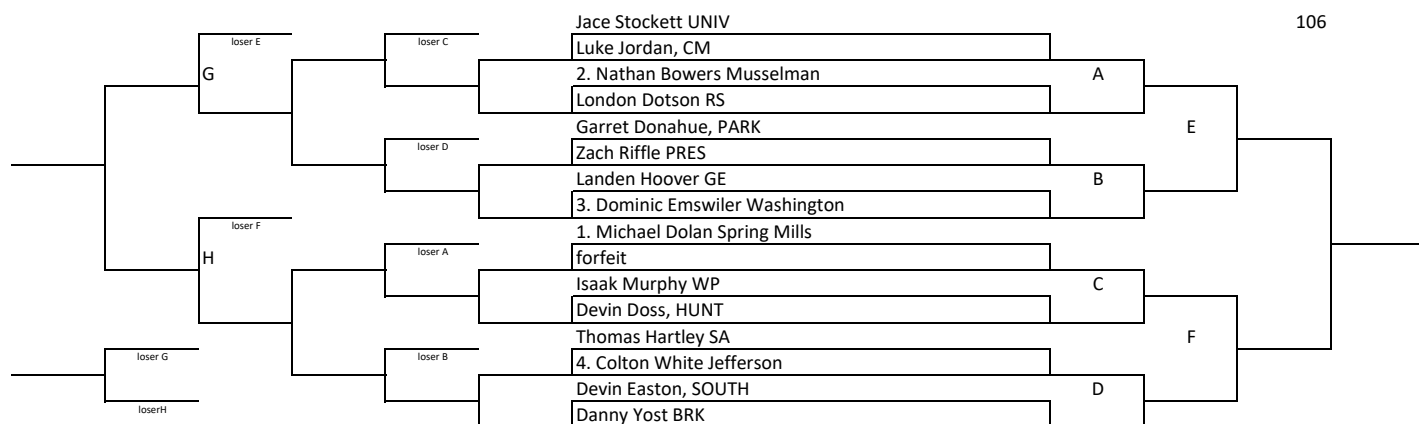 Jace Stockett UNIV 106
loser E loser C Luke Jordan, CM
G 2. Nathan Bowers Musselman A
London Dotson RS
Garret Donahue, PARK E
loser D Zach Riffle PRES
Landen Hoover GE B
3. Dominic Emswiler Washington
loser F 1. Michael Dolan Spring Mills
H loser A forfeit
Isaak Murphy WP C
Devin Doss, HUNT
Thomas Hartley SA F
loser G loser B 4. Colton White Jefferson
Devin Easton, SOUTH D
loserH Danny Yost BRK